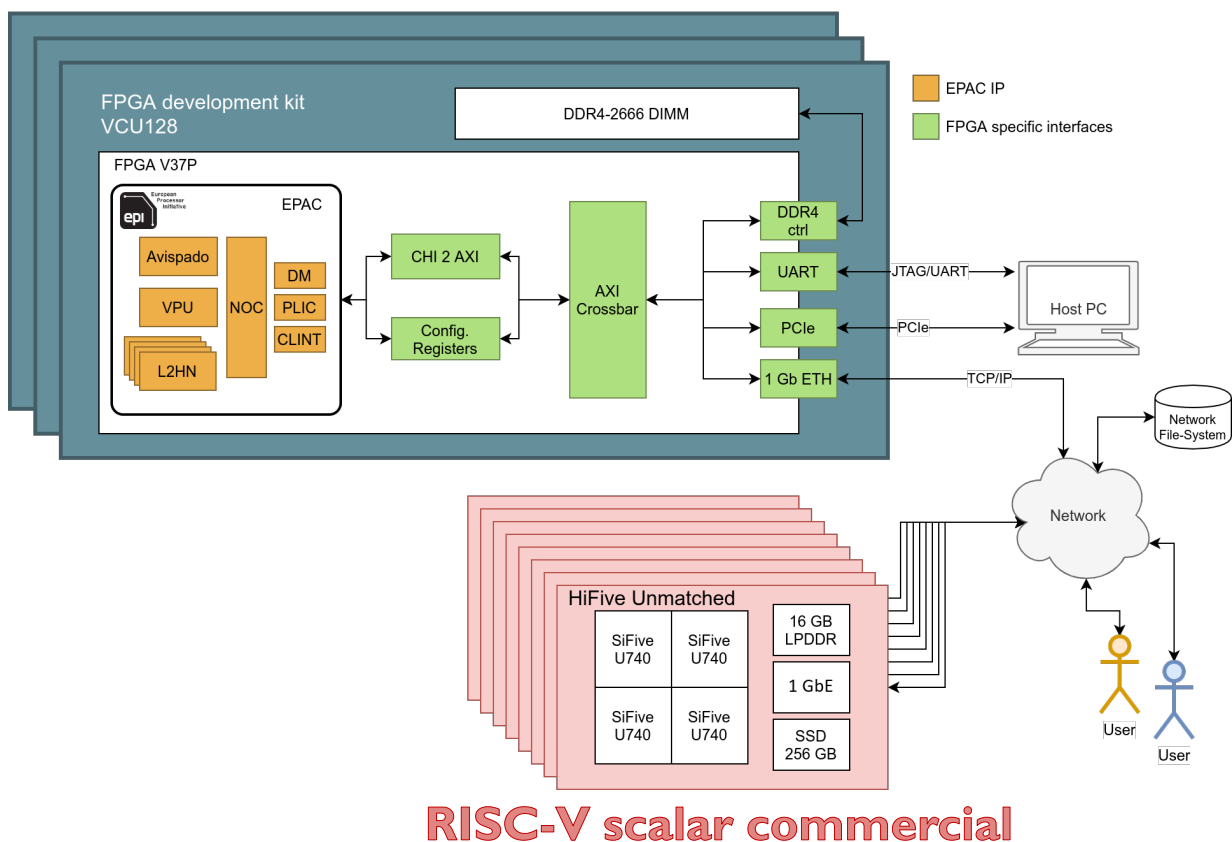 FPGA development kit
VCU128
DDR4-2666 DIMM
EPAC IP
FPGA specific interfaces
FPGA V37P
epi
European
Processor
Initiative
EPAC
Avispado
VPU
L2HN
NOC
DM
PLIC
CLINT
CHI 2 AXI
Config.
Registers
AXI
Crossbar
DDR4
ctrl
UART
PCIe
1 Gb ETH
JTAG/UART
PCIe
TCP/IP
Host PC
Network
File-System
Network
HiFive Unmatched
SiFive
U740
SiFive
U740
SiFive
U740
SiFive
U740
16 GB
LPDDR
1 GbE
SSD
256 GB
User
User
RISC-V scalar commercial